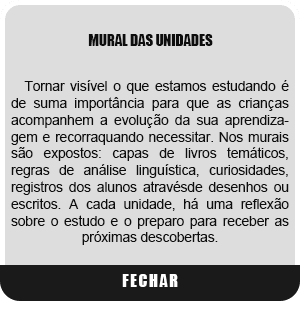 MURAL DAS UNIDADES
Tornar visível o que estamos estudando é
de suma importância para que as crianças
acompanhem a evolução da sua aprendiza-
gem e recorraquando necessitar. Nos murais
são expostos: capas de livros temáticos,
regras de análise linguística, curiosidades,
registros dos alunos atravésde desenhos ou
escritos. A cada unidade, há uma reflexão
sobre o estudo e o preparo para receber as
próximas descobertas.
FECHAR